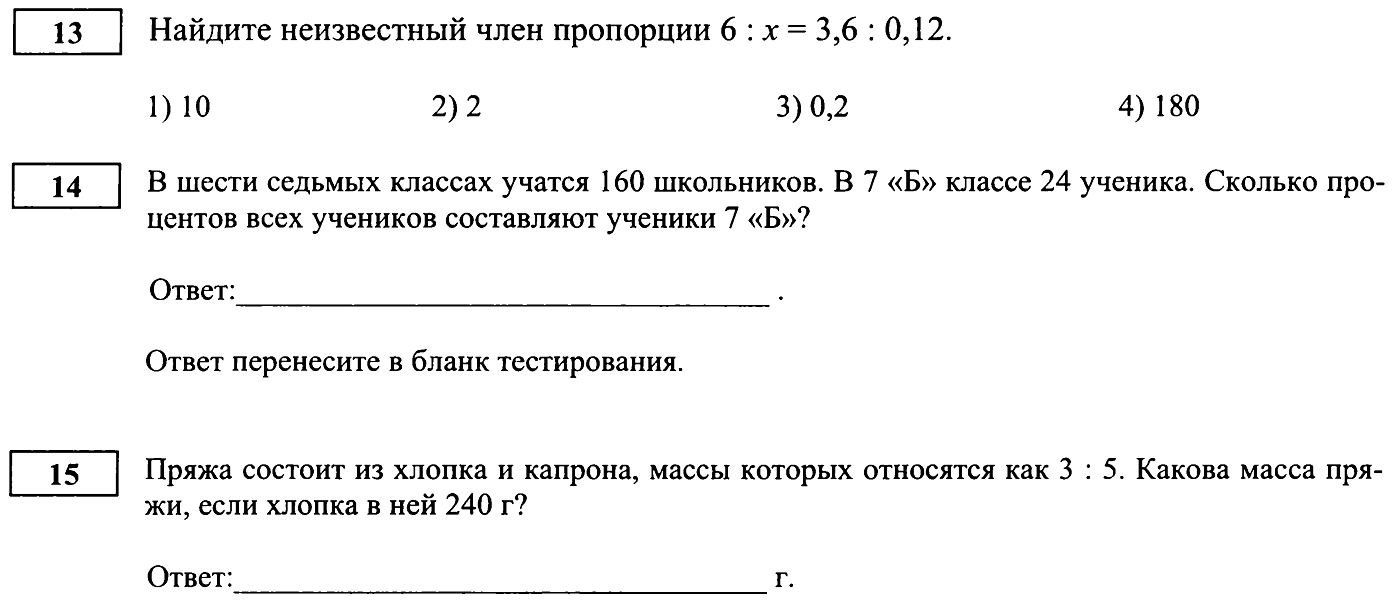 13 Найдите неизвестный член пропорции 6 : x = 3,6 : 0,12.
1) 10 2) 2 3) 0,2 4) 180
14 В шести седьмых классах учатся 160 школьников. В 7 «Б» классе 24 ученика. Сколько про-
центов всех учеников составляют ученики 7 «Б»?
Ответ:____________________ .
Ответ перенесите в бланк тестирования.
15 Пряжа состоит из хлопка и капрона, массы которых относятся как 3 : 5. Какова масса пря-
жи, если хлопка в ней 240 г?
Ответ:____________________ г.